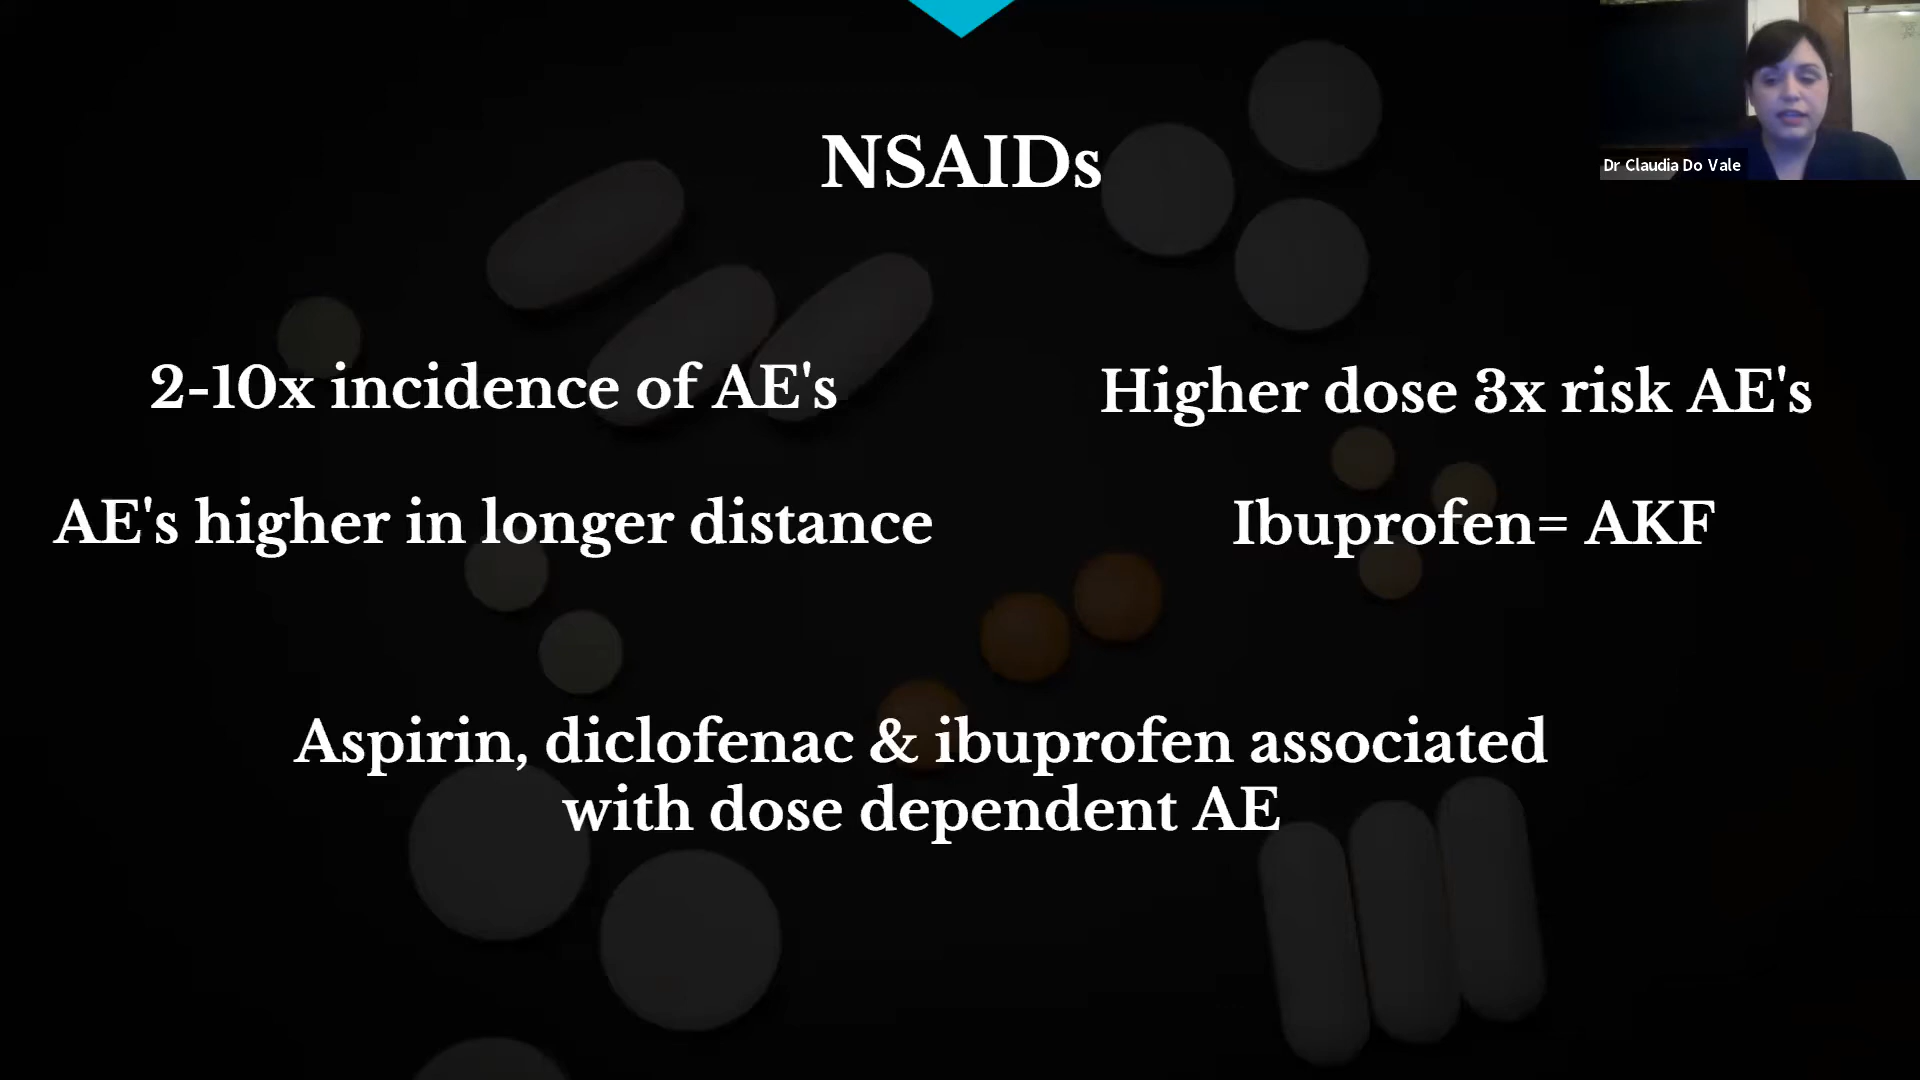 Dr Claudia Do Vale
NSAIDs
2-10x incidence of AE's
Higher dose 3x risk AE's
AE's higher in longer distance
Ibuprofen= AKF
Aspirin, diclofenac & ibuprofen associated
with dose dependent AE